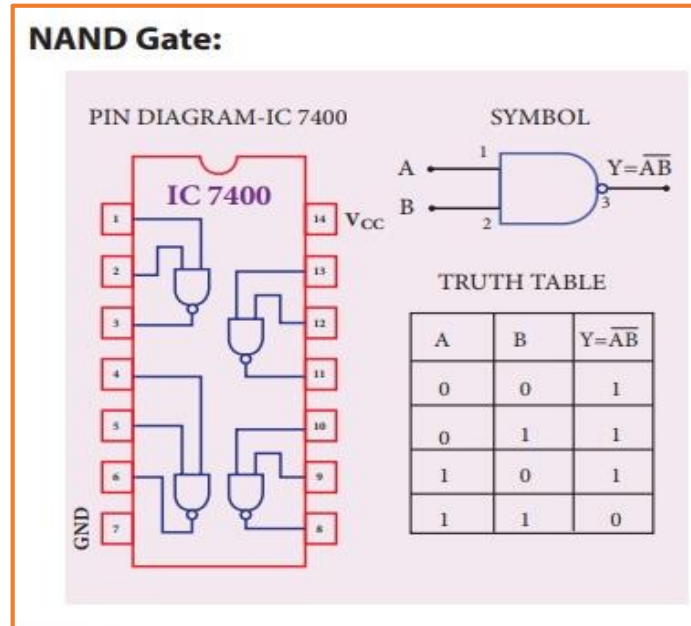 NAND Gate:
PIN DIAGRAM-IC 7400
IC 7400
1
2
3
4
5
6
7
GND
14 VCC
13
12
11
10
9
8
SYMBOL
A 1
B 2
3
Y=A̅B̅
TRUTH TABLE
A B Y=A̅B̅
0 0 1
0 1 1
1 0 1
1 1 0